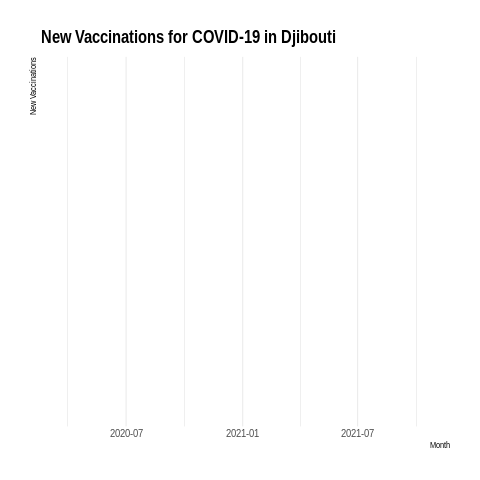 New Vaccinations for COVID-19 in Djibouti
New Vaccinations
2020-07
2021-01
2021-07
Month